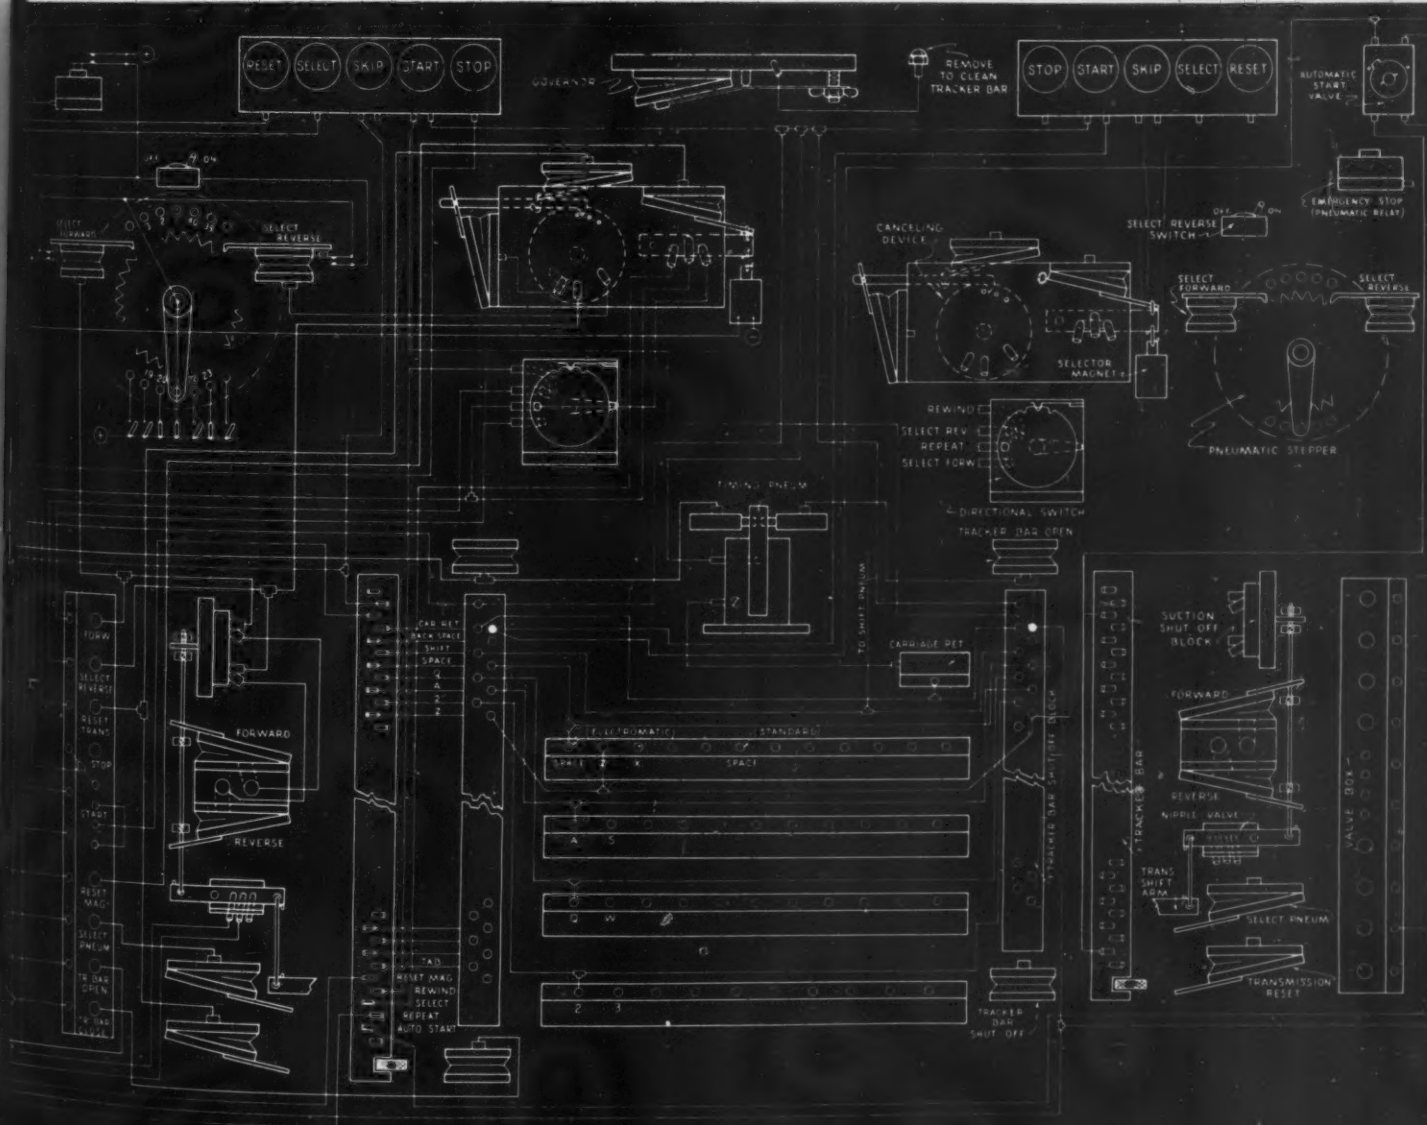 RESET SELECT SKIP START STOP
GOVERNOR
REMOVE
TO CLEAN
TRACKER BAR
STOP START SKIP SELECT RESET
AUTOMATIC
START
VALVE
OFF ON
SELECT
FORWARD
SELECT
REVERSE
EMERGENCY STOP
(PNEUMATIC RELAY)
OFF ON
SELECT REVERSE
SWITCH
CANCELING
DEVICE
SELECT
FORWARD
SELECT
REVERSE
SELECTOR
MAGNET
PNEUMATIC STEPPER
REWIND
SELECT REV.
REPEAT
SELECT FORW
DIRECTIONAL SWITCH
TIMING PNEUM
TRACKER BAR OPEN
TO SHIFT PNEUM
CARRIAGE RET
FORW
SELECT
REVERSE
RESET
TRANS
STOP
START
RESET
MAG
SELECT
PNEUM
TR BAR
OPEN
TR BAR
CLOSE
FORWARD
REVERSE
CAR RET
BACK SPACE
SHIFT
SPACE
Q
A
2
Z
TAB
RESET MAG
REWIND
SELECT
REPEAT
AUTO START
(ELECTROMATIC) (STANDARD)
SPACE Z X SPACE
A S
Q W
2 3
TRACKER BAR SHUT OFF BLOCK
TRACKER
BAR
SHUT OFF
TRACKER BAR
SUCTION
SHUT OFF
BLOCK
FORWARD
REVERSE
NIPPLE VALVE
TRANS
SHIFT
ARM
SELECT PNEUM
TRANSMISSION
RESET
VALVE BOX